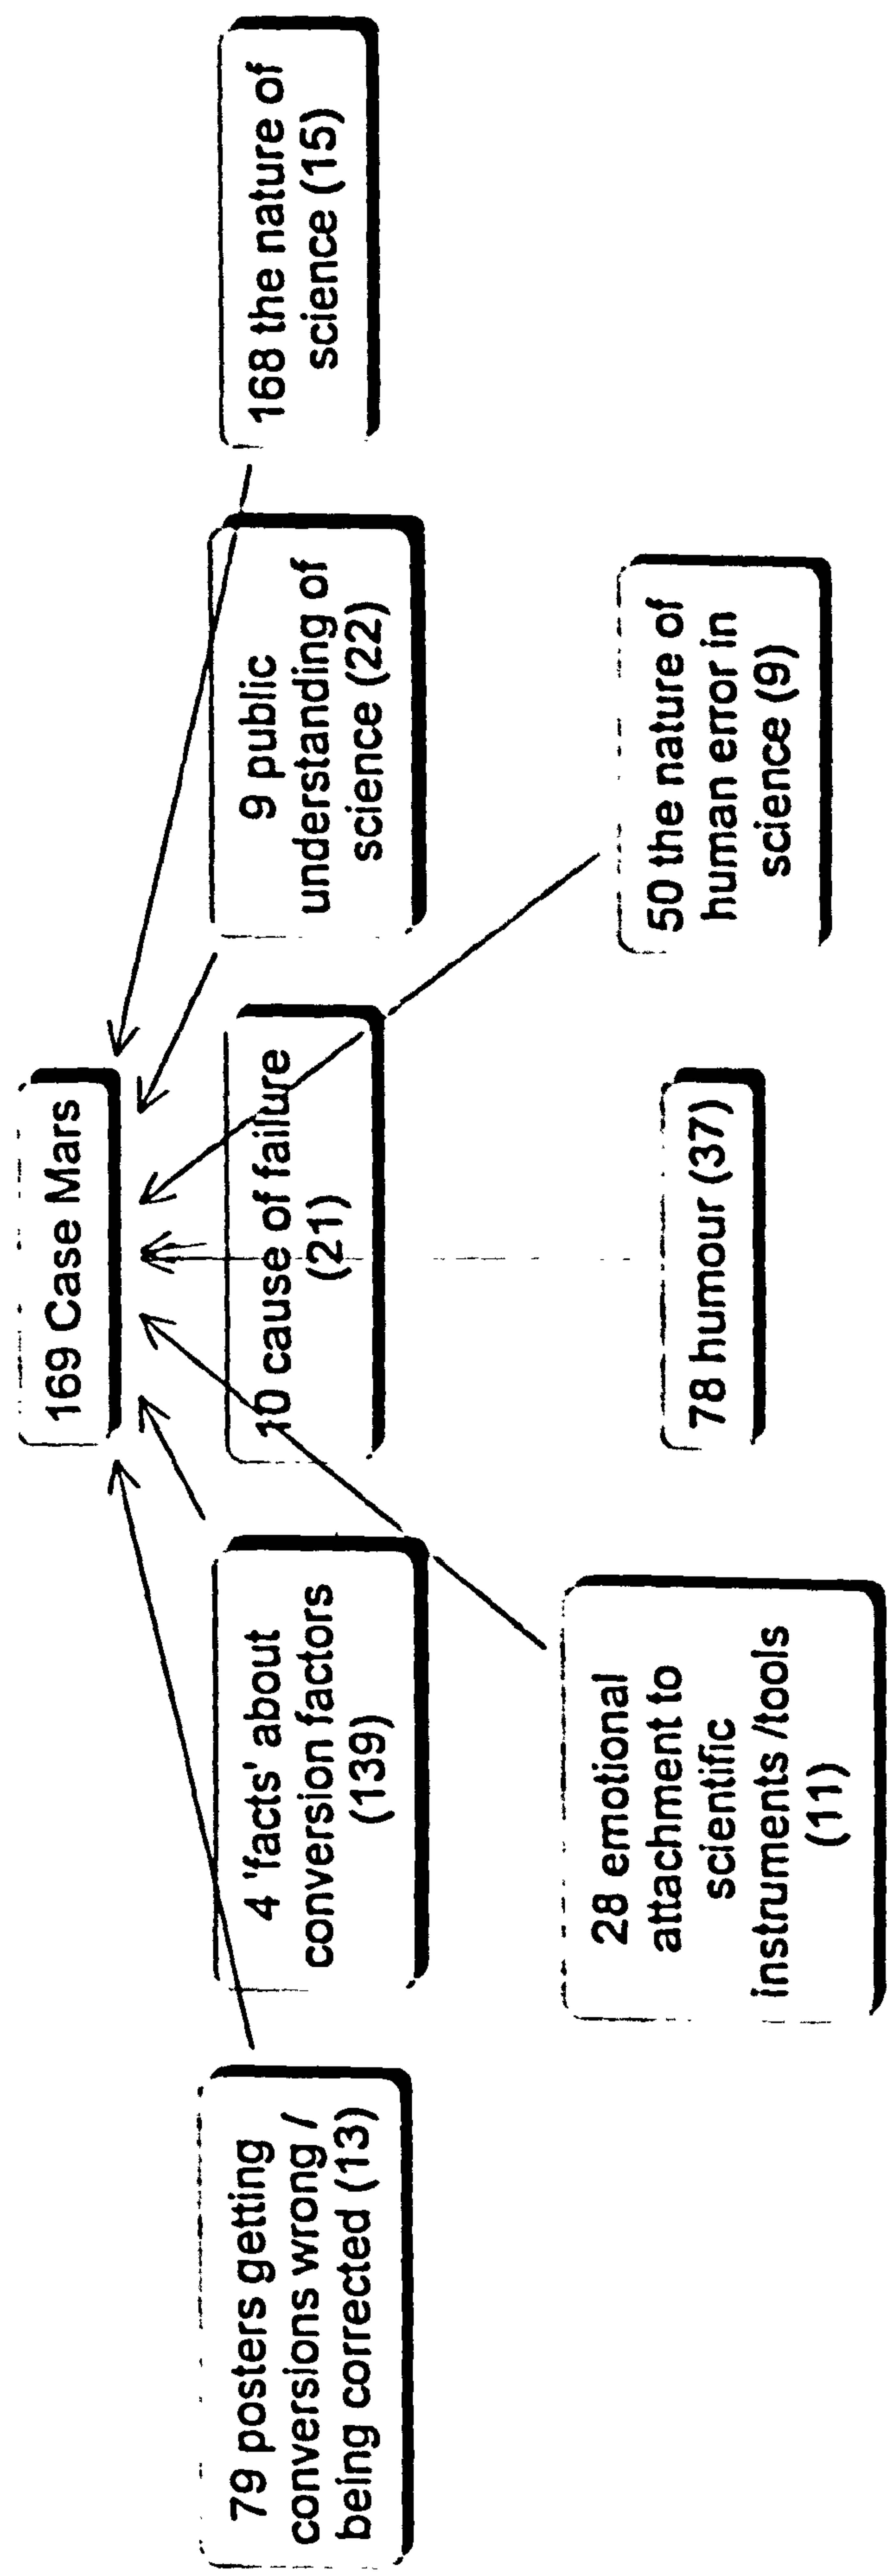 169 Case Mars
79 posters getting
conversions wrong /
being corrected (13)
4 'facts' about
conversion factors
(139)
10 cause of failure
(21)
9 public
understanding of
science (22)
168 the nature of
science (15)
28 emotional
attachment to
scientific
instruments /tools
(11)
78 humour (37)
50 the nature of
human error in
science (9)